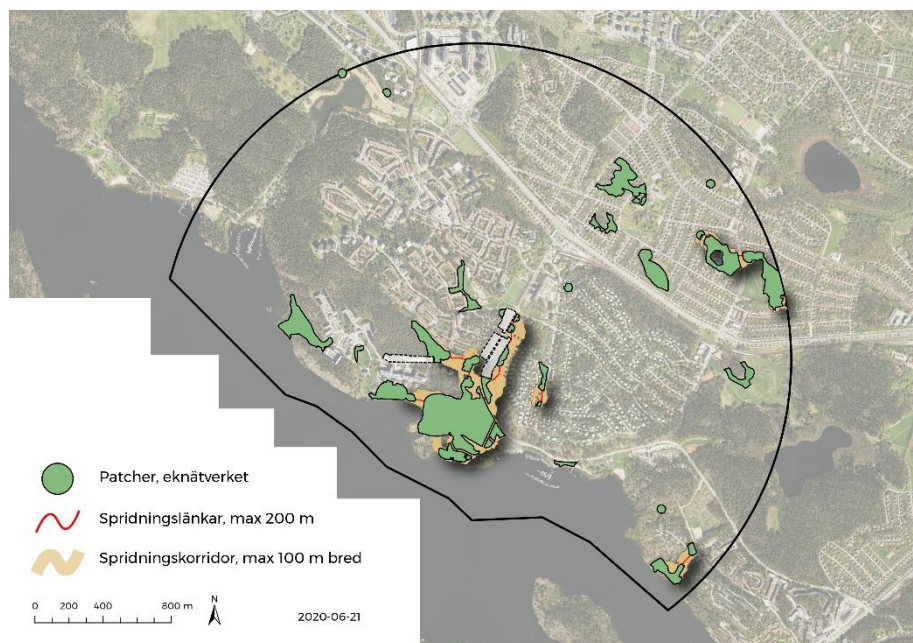 Patcher, eknätverket
Spridningslänkar, max 200 m
Spridningskorridor, max 100 m bred
0 200 400 800 m
N
2020-06-21